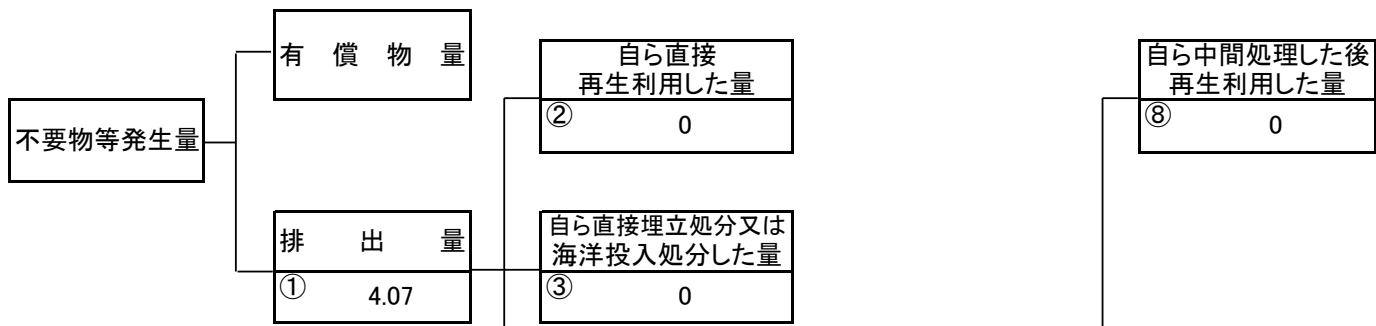 有償物量
自ら直接
再生利用した量
② 0
自ら中間処理した後
再生利用した量
⑧ 0
不要物等発生量
排出量
① 4.07
自ら直接埋立処分又は
海洋投入処分した量
③ 0